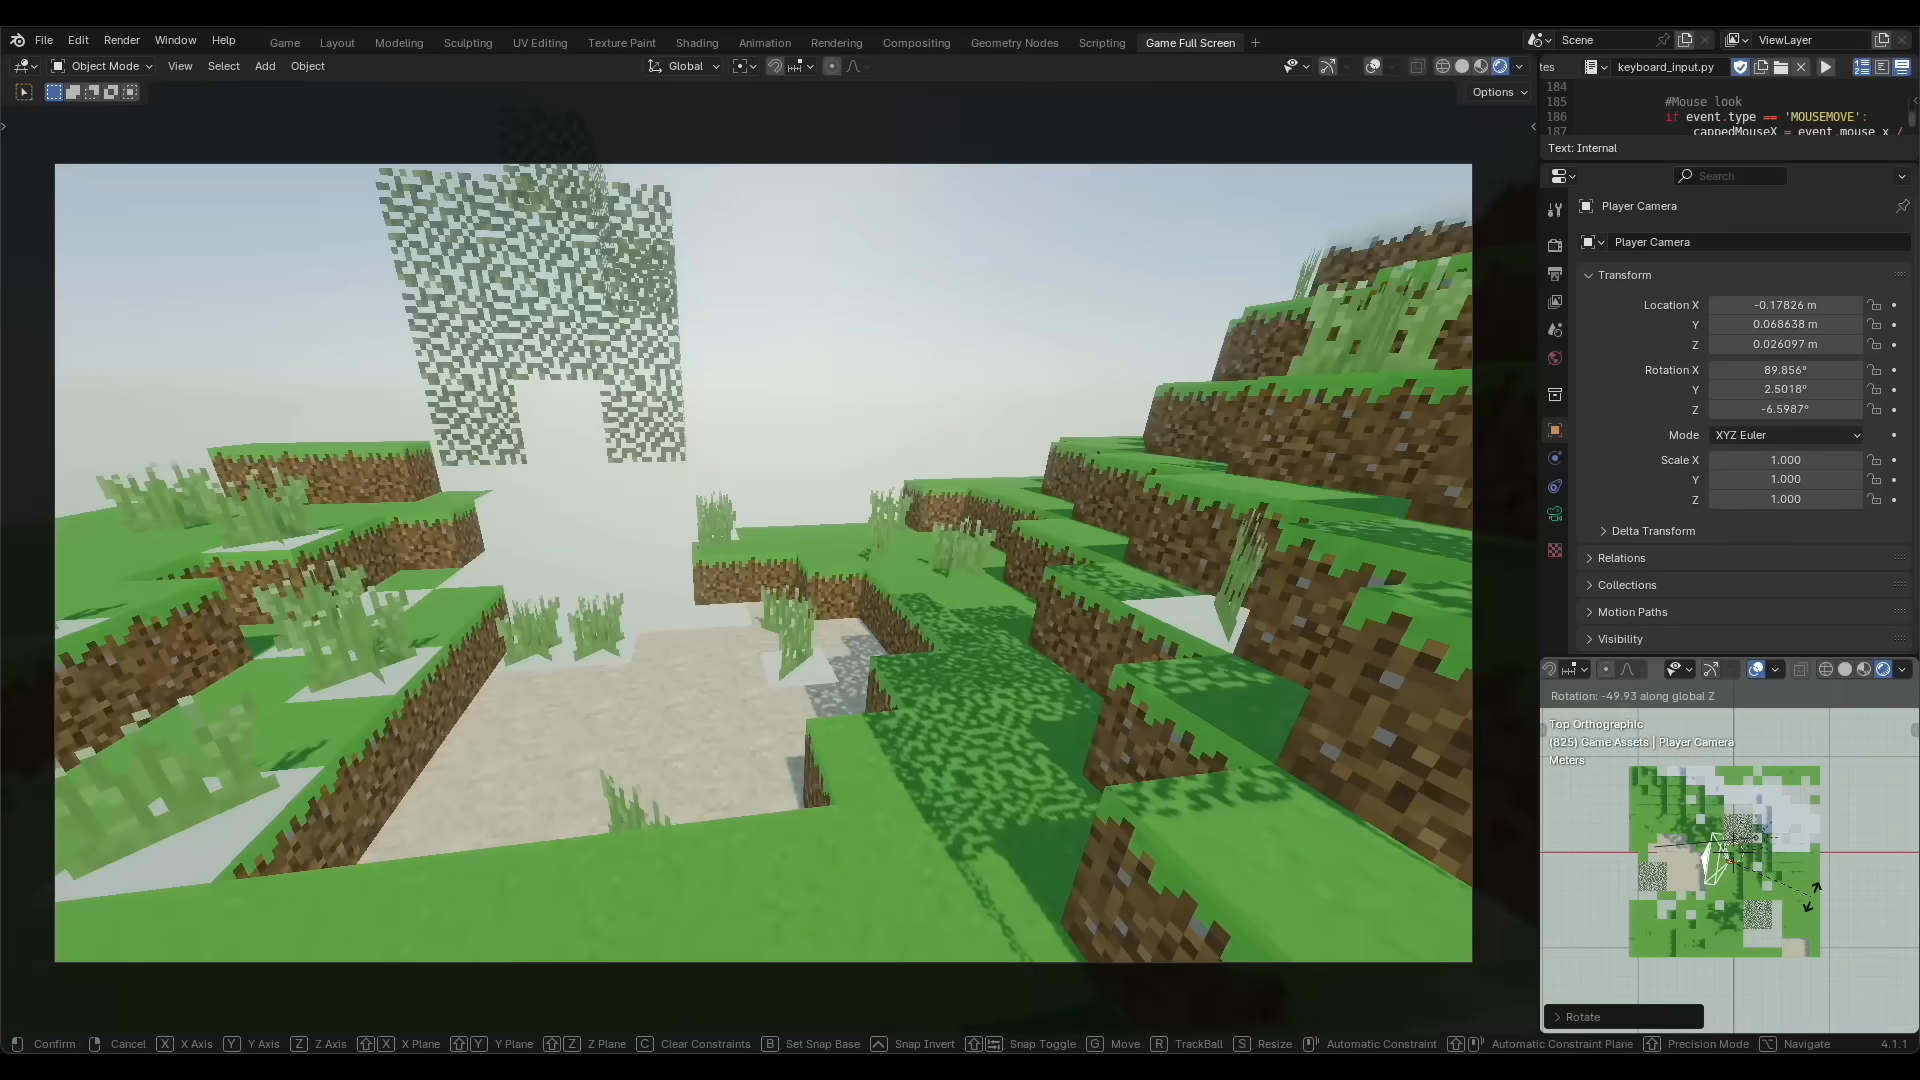 File Edit Render Window Help
Game Layout Modeling Sculpting UV Editing Texture Paint Shading Animation Rendering Compositing Geometry Nodes Scripting Game Full Screen +
Scene ViewLayer
Object Mode View Select Add Object Global
Options
tes keyboard_input.py
184
185 #Mouse look
186 if event.type == 'MOUSEMOVE':
187 cappedMouseX = event.mouse_x /
Text: Internal
Search
Player Camera
Player Camera
Transform
Location X -0.17826 m
Y 0.068638 m
Z 0.026097 m
Rotation X 89.856°
Y 2.5018°
Z -6.5987°
Mode XYZ Euler
Scale X 1.000
Y 1.000
Z 1.000
Delta Transform
Relations
Collections
Motion Paths
Visibility
Rotation: -49.93 along global Z
Top Orthographic
(825) Game Assets | Player Camera
Meters
Rotate
Confirm Cancel X X Axis Y Y Axis Z Z Axis X X Plane Y Y Plane Z Z Plane C Clear Constraints B Set Snap Base Snap Invert Snap Toggle G Move R TrackBall S Resize Automatic Constraint Automatic Constraint Plane Precision Mode Navigate 4.1.1